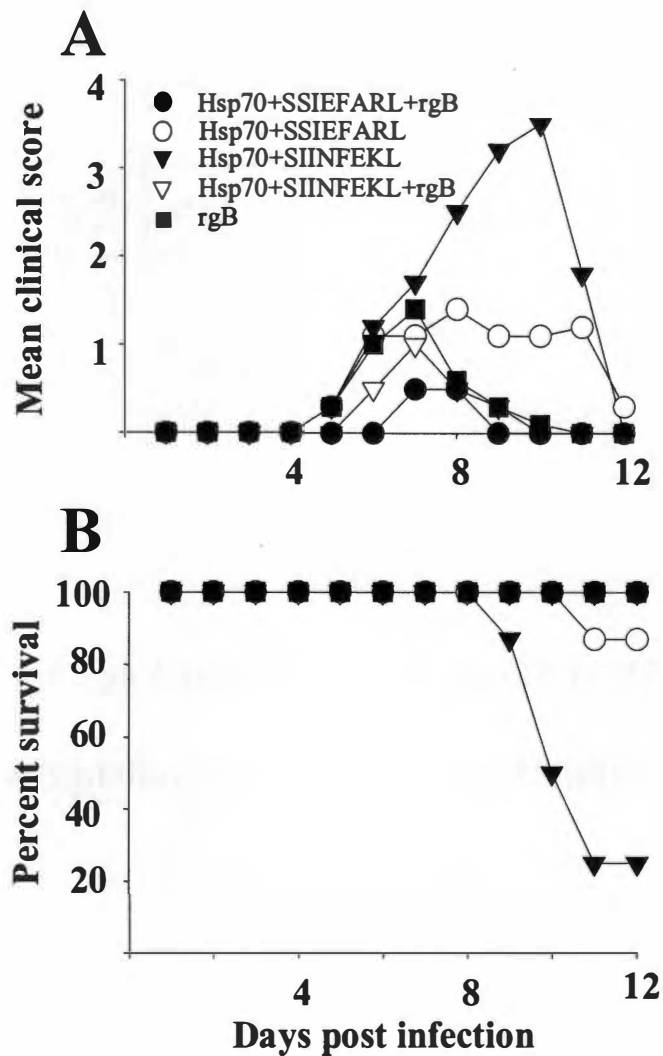 A
4
3
2
1
Mean clinical score
Hsp70+SSIEFARL+rgB
Hsp70+SSIEFARL
Hsp70+SIINFEKL
Hsp70+SIINFEKL+rgB
rgB
4 8 12
B
100
80
60
40
20
Percent survival
4 8 12
Days post infection